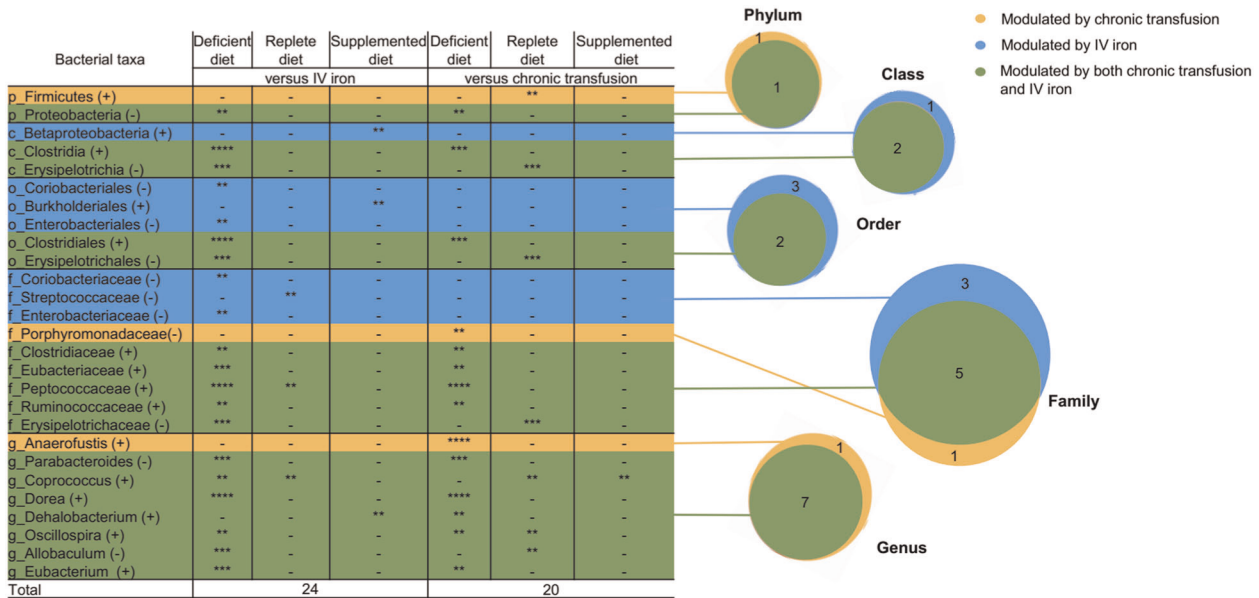 Bacterial taxa | Deficient diet | Replete diet | Supplemented diet | Deficient diet | Replete diet | Supplemented diet
versus IV iron | versus chronic transfusion
p_Firmicutes (+) - - - - ** -
p_Proteobacteria (-) ** - - ** - -
c_Betaproteobacteria (+) - - ** - - -
c_Clostridia (+) **** - - *** - -
c_Erysipelotrichia (-) *** - - - *** -
o_Coriobacteriales (-) ** - - - - -
o_Burkholderiales (+) - - ** - - -
o_Enterobacteriales (-) ** - - - - -
o_Clostridiales (+) **** - - *** - -
o_Erysipelotrichales (-) *** - - - *** -
f_Coriobacteriaceae (-) ** - - - - -
f_Streptococcaceae (-) - ** - - - -
f_Enterobacteriaceae (-) ** - - - - -
f_Porphyromonadaceae(-) - - - ** - -
f_Clostridiaceae (+) ** - - ** - -
f_Eubacteriaceae (+) *** - - ** - -
f_Peptococcaceae (+) **** ** - **** - -
f_Ruminococcaceae (+) ** - - ** - -
f_Erysipelotrichaceae (-) *** - - - *** -
g_Anaerofustis (+) - - - **** - -
g_Parabacteroides (-) *** - - *** - -
g_Coprococcus (+) ** ** - - ** **
g_Dorea (+) **** - - **** - -
g_Dehalobacterium (+) - - ** ** - -
g_Oscillospira (+) ** - - ** ** -
g_Allobaculum (-) *** - - - ** -
g_Eubacterium (+) *** - - ** - -
Total 24 20
Phylum
1
1
Class
1
2
3
Order
2
3
5
Family
1
1
7
Genus
Modulated by chronic transfusion
Modulated by IV iron
Modulated by both chronic transfusion
and IV iron